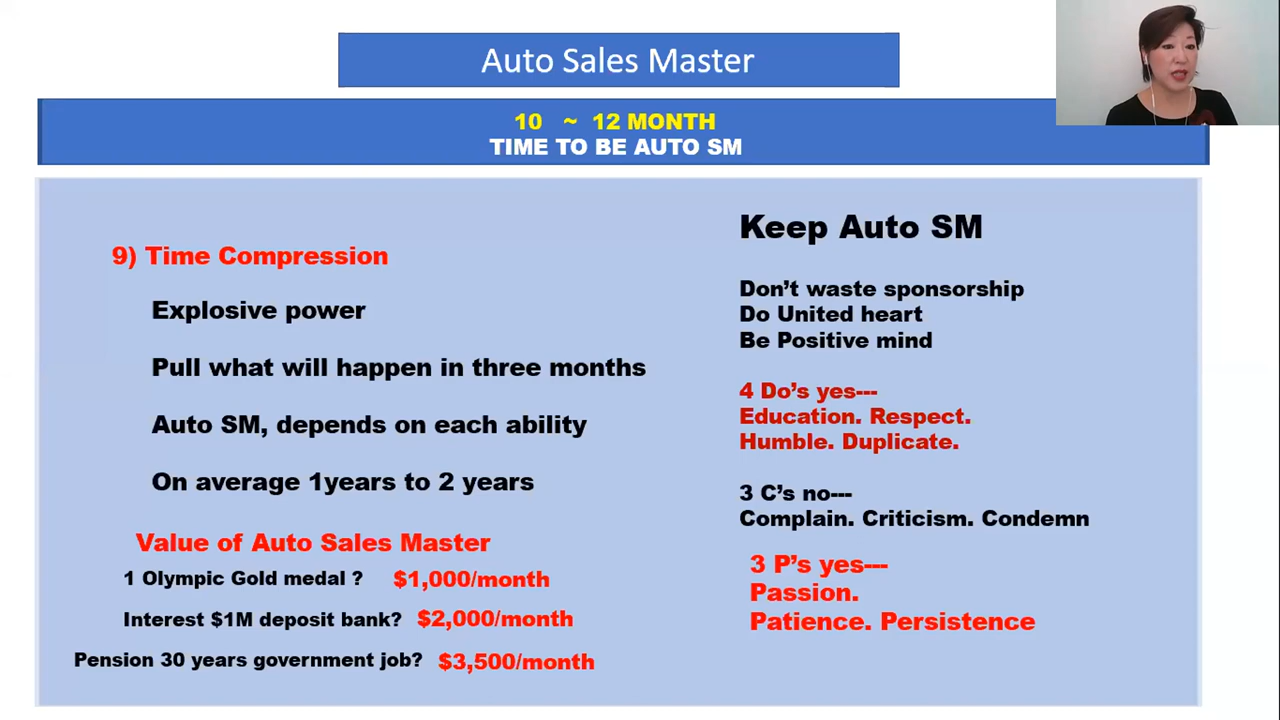 Auto Sales Master
10 ~ 12 MONTH
TIME TO BE AUTO SM
9) Time Compression
Explosive power
Pull what will happen in three months
Auto SM, depends on each ability
On average 1years to 2 years
Value of Auto Sales Master
1 Olympic Gold medal ? $1,000/month
Interest $1M deposit bank? $2,000/month
Pension 30 years government job? $3,500/month
Keep Auto SM
Don’t waste sponsorship
Do United heart
Be Positive mind
4 Do’s yes---
Education. Respect.
Humble. Duplicate.
3 C’s no---
Complain. Criticism. Condemn
3 P’s yes---
Passion.
Patience. Persistence